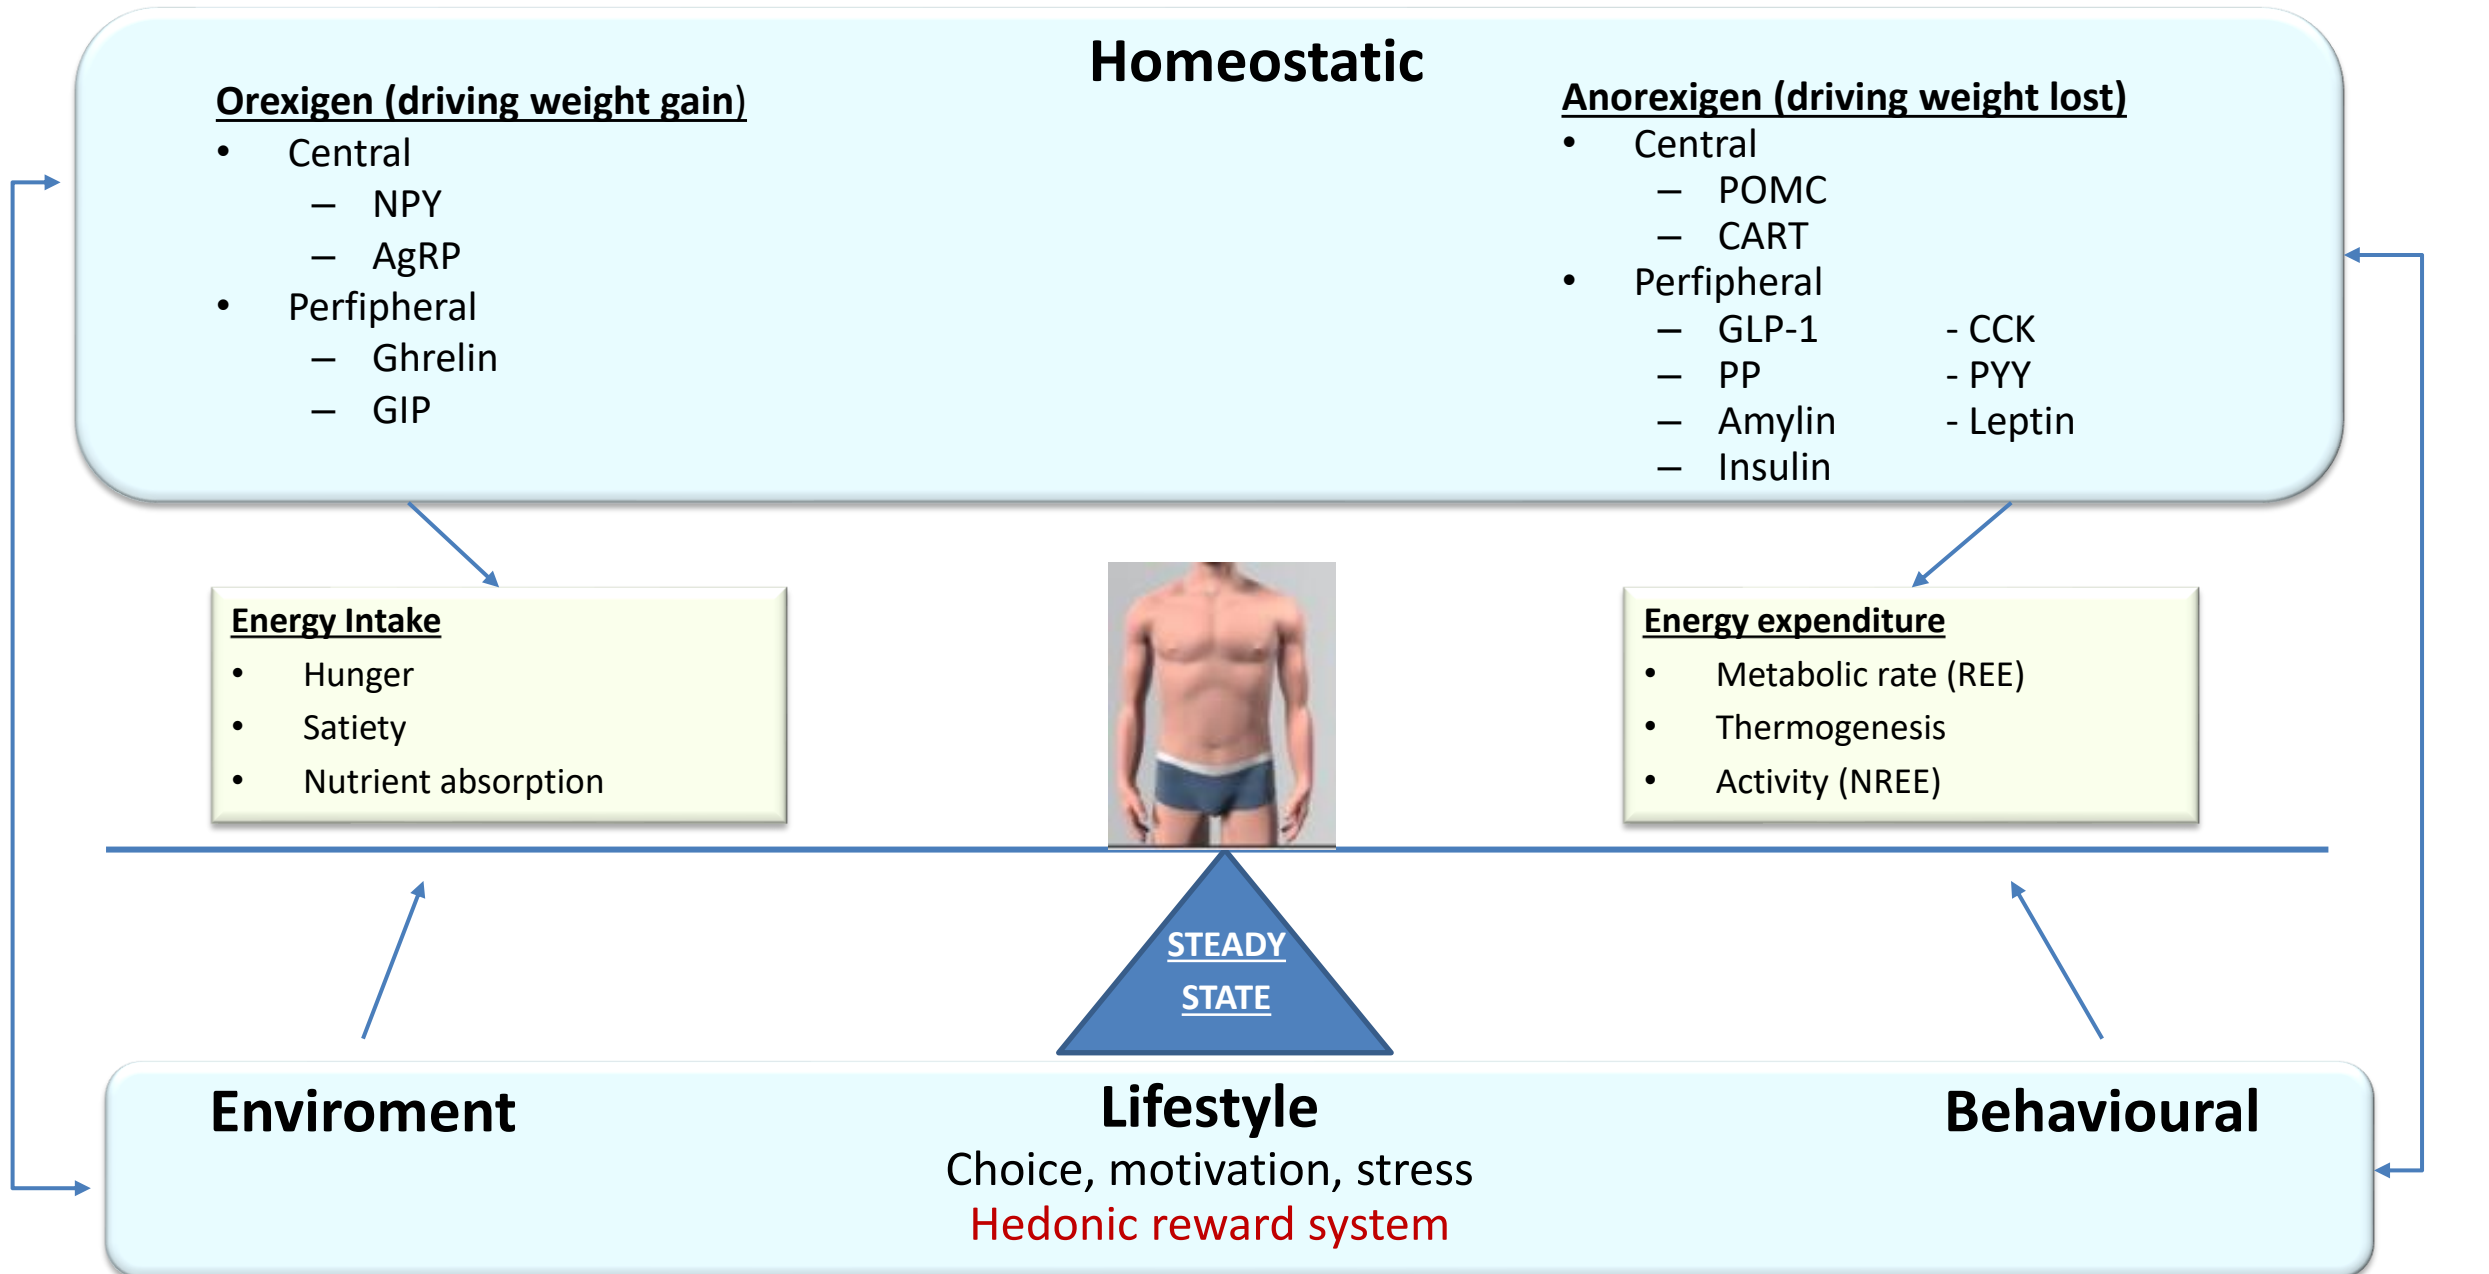 Homeostatic
Orexigen (driving weight gain)
• Central
– NPY
– AgRP
• Perfipheral
– Ghrelin
– GIP
Anorexigen (driving weight lost)
• Central
– POMC
– CART
• Perfipheral
– GLP-1 - CCK
– PP - PYY
– Amylin - Leptin
– Insulin
Energy Intake
• Hunger
• Satiety
• Nutrient absorption
Energy expenditure
• Metabolic rate (REE)
• Thermogenesis
• Activity (NREE)
STEADY
STATE
Enviroment
Lifestyle
Choice, motivation, stress
Hedonic reward system
Behavioural